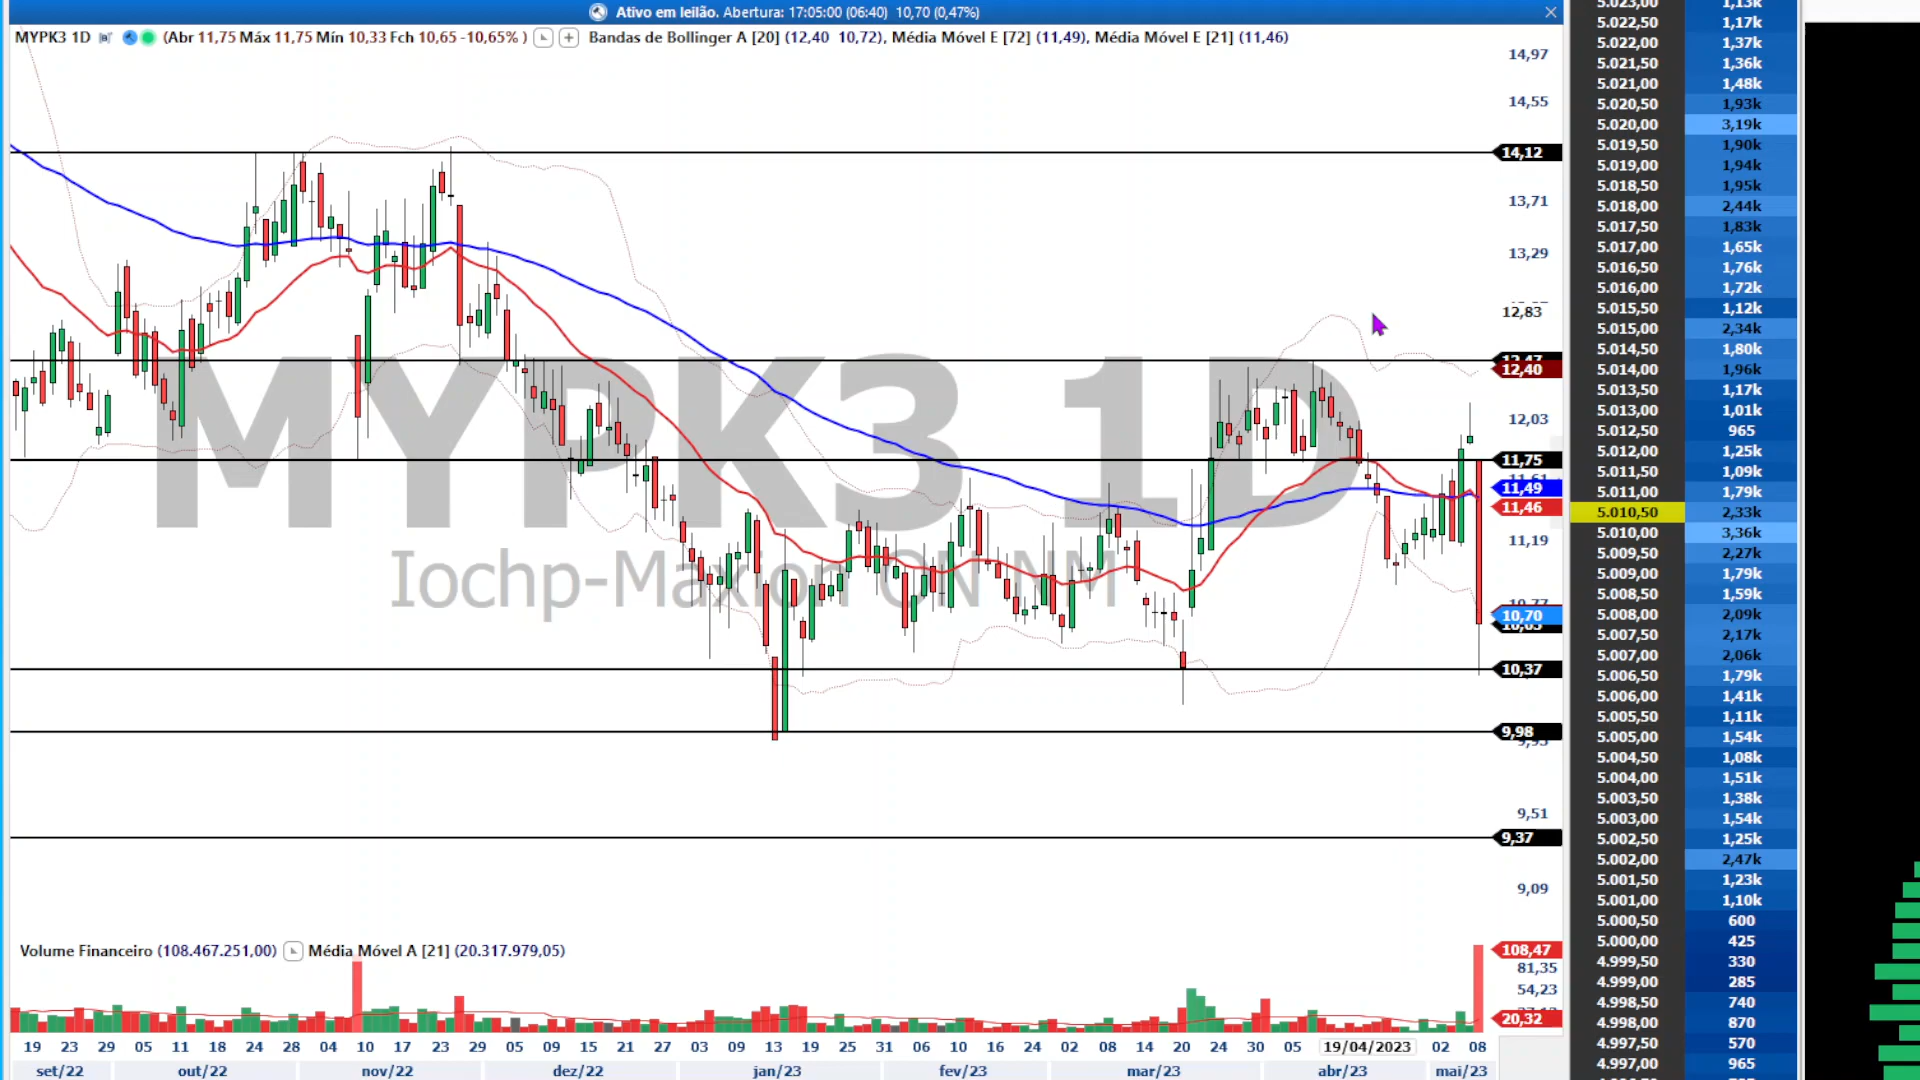 Ativo em leilão. Abertura: 17:05:00 (06:40) 10,70 (0,47%)
MYPK3 1D (Abr 11,75 Máx 11,75 Mín 10,33 Fch 10,65 -10,65% ) Bandas de Bollinger A [20] (12,40 10,72), Média Móvel E [72] (11,49), Média Móvel E [21] (11,46)
14,97
14,55
14,12
13,71
13,29
12,83
12,40
12,03
11,75
11,49
11,46
11,19
10,70
10,37
9,98
9,51
9,37
9,09
MYPK3 1D
Iochp-Maxion ON NM
Volume Financeiro (108.467.251,00) Média Móvel A [21] (20.317.979,05)
108,47
81,35
54,23
20,32
19 23 29 05 11 18 24 28 04 10 17 23 29 05 09 15 21 27 03 09 13 19 25 31 06 10 16 24 02 08 14 20 24 30 05 19/04/2023 02 08
set/22 out/22 nov/22 dez/22 jan/23 fev/23 mar/23 abr/23 mai/23
5.023,00 1,13k
5.022,50 1,17k
5.022,00 1,37k
5.021,50 1,36k
5.021,00 1,48k
5.020,50 1,93k
5.020,00 3,19k
5.019,50 1,90k
5.019,00 1,94k
5.018,50 1,95k
5.018,00 2,44k
5.017,50 1,83k
5.017,00 1,65k
5.016,50 1,76k
5.016,00 1,72k
5.015,50 1,12k
5.015,00 2,34k
5.014,50 1,80k
5.014,00 1,96k
5.013,50 1,17k
5.013,00 1,01k
5.012,50 965
5.012,00 1,25k
5.011,50 1,09k
5.011,00 1,79k
5.010,50 2,33k
5.010,00 3,36k
5.009,50 2,27k
5.009,00 1,79k
5.008,50 1,59k
5.008,00 2,09k
5.007,50 2,17k
5.007,00 2,06k
5.006,50 1,79k
5.006,00 1,41k
5.005,50 1,11k
5.005,00 1,54k
5.004,50 1,08k
5.004,00 1,51k
5.003,50 1,38k
5.003,00 1,54k
5.002,50 1,25k
5.002,00 2,47k
5.001,50 1,23k
5.001,00 1,10k
5.000,50 600
5.000,00 425
4.999,50 330
4.999,00 285
4.998,50 740
4.998,00 870
4.997,50 570
4.997,00 965